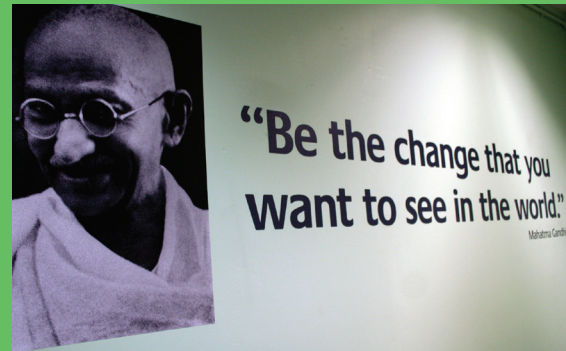 “Be the change that you
want to see in the world.”
Mahatma Gandhi